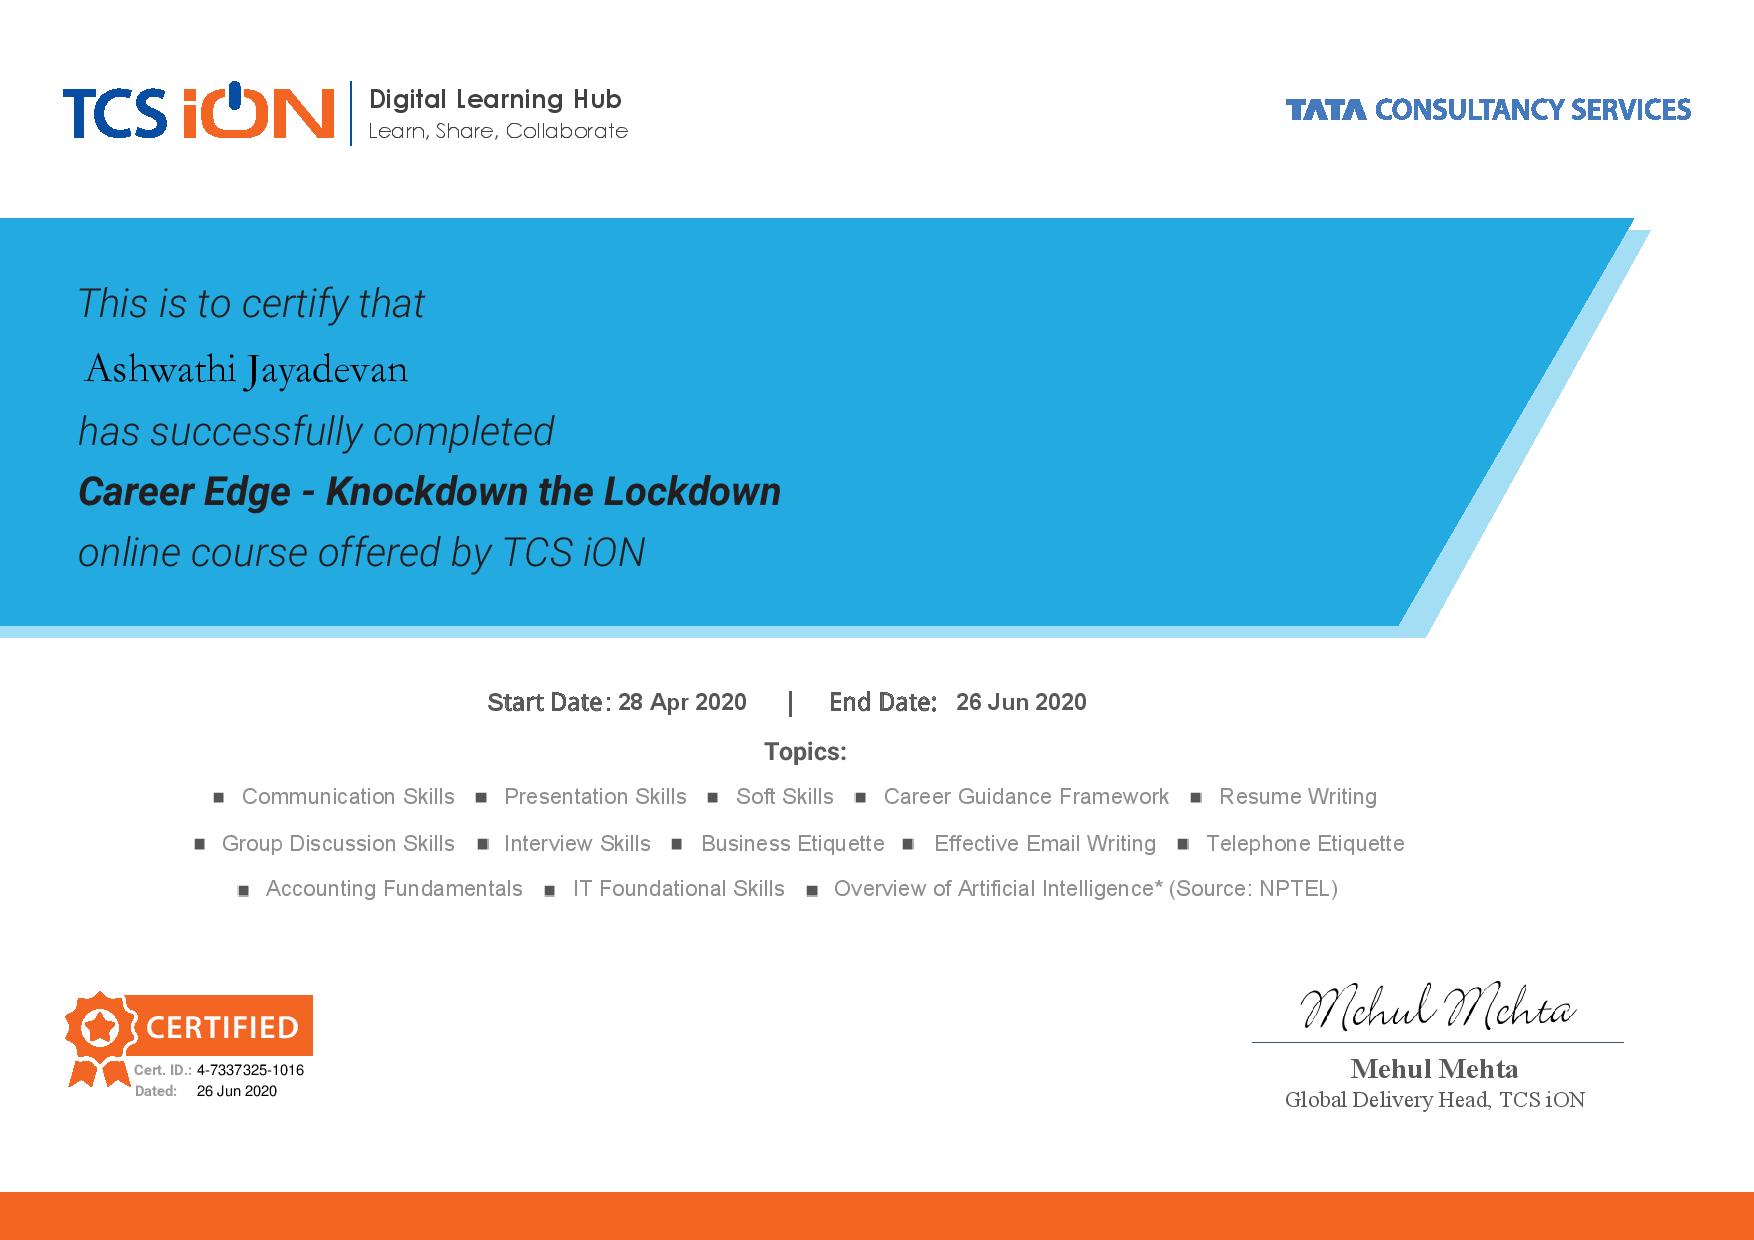 TCS iON
Digital Learning Hub
Learn, Share, Collaborate
TATA CONSULTANCY SERVICES
This is to certify that
Ashwathi Jayadevan
has successfully completed
Career Edge - Knockdown the Lockdown
online course offered by TCS iON
Start Date: 28 Apr 2020 | End Date: 26 Jun 2020
Topics:
■ Communication Skills ■ Presentation Skills ■ Soft Skills ■ Career Guidance Framework ■ Resume Writing
■ Group Discussion Skills ■ Interview Skills ■ Business Etiquette ■ Effective Email Writing ■ Telephone Etiquette
■ Accounting Fundamentals ■ IT Foundational Skills ■ Overview of Artificial Intelligence* (Source: NPTEL)
CERTIFIED
Cert. ID.: 4-7337325-1016
Dated: 26 Jun 2020
Mehul Mehta
Mehul Mehta
Global Delivery Head, TCS iON